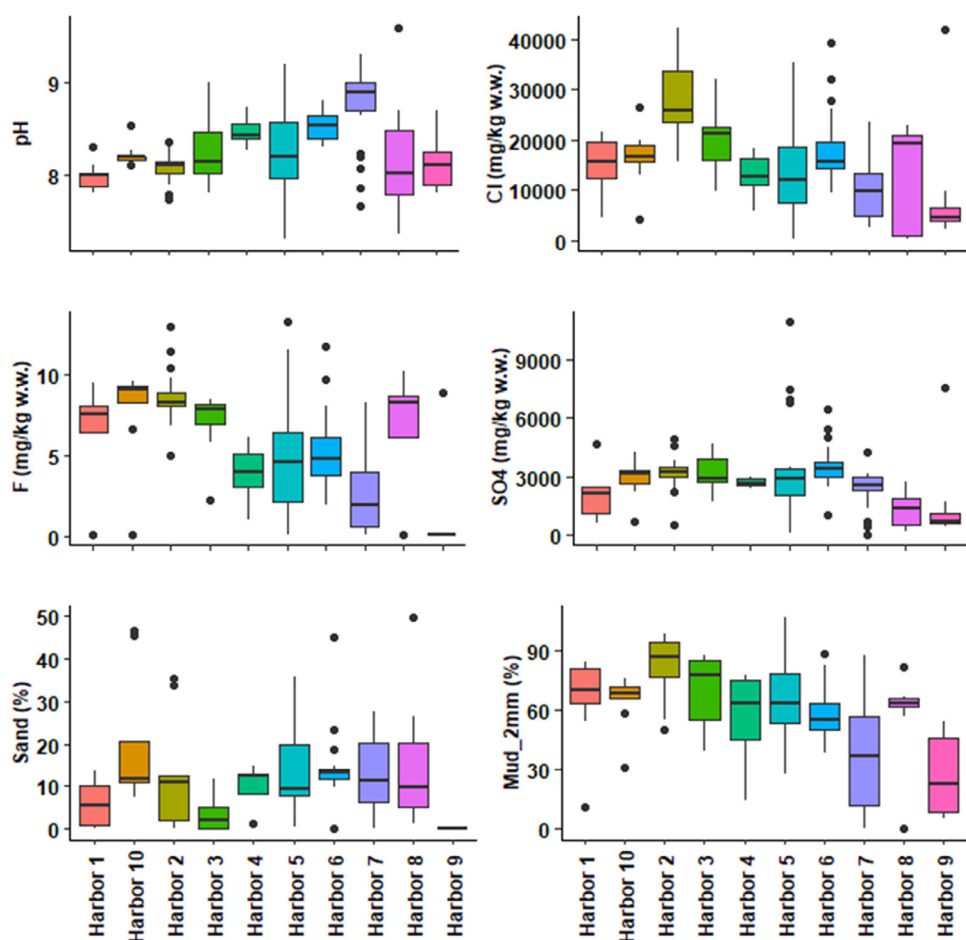 pH
9
8
Cl (mg/kg w.w.)
40000
30000
20000
10000
0
F (mg/kg w.w.)
10
5
0
SO4 (mg/kg w.w.)
9000
6000
3000
0
Sand (%)
50
40
30
20
10
0
Harbor 1
Harbor 10
Harbor 2
Harbor 3
Harbor 4
Harbor 5
Harbor 6
Harbor 7
Harbor 8
Harbor 9
Mud_2mm (%)
90
60
30
0
Harbor 1
Harbor 10
Harbor 2
Harbor 3
Harbor 4
Harbor 5
Harbor 6
Harbor 7
Harbor 8
Harbor 9